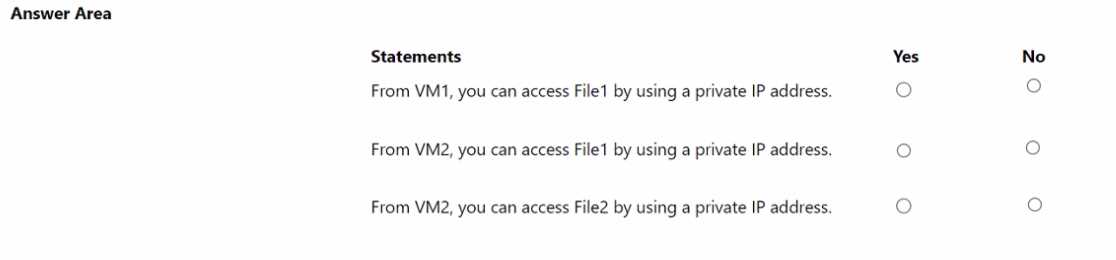 Answer Area
Statements Yes No
From VM1, you can access File1 by using a private IP address.
From VM2, you can access File1 by using a private IP address.
From VM2, you can access File2 by using a private IP address.